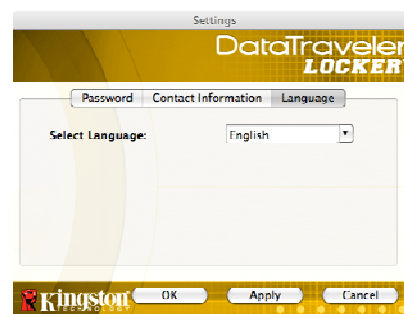 Settings
DataTraveler
LOCKER
Password Contact Information Language
Select Language: English
OK Apply Cancel
Kingston
TECHNOLOGY